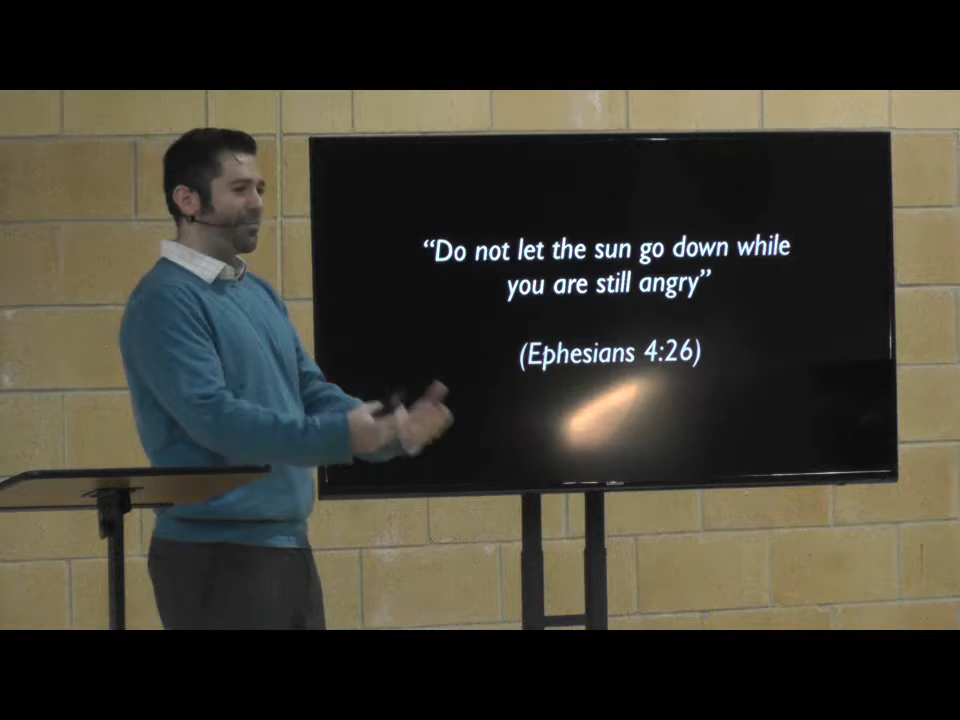 “Do not let the sun go down while
you are still angry”
(Ephesians 4:26)